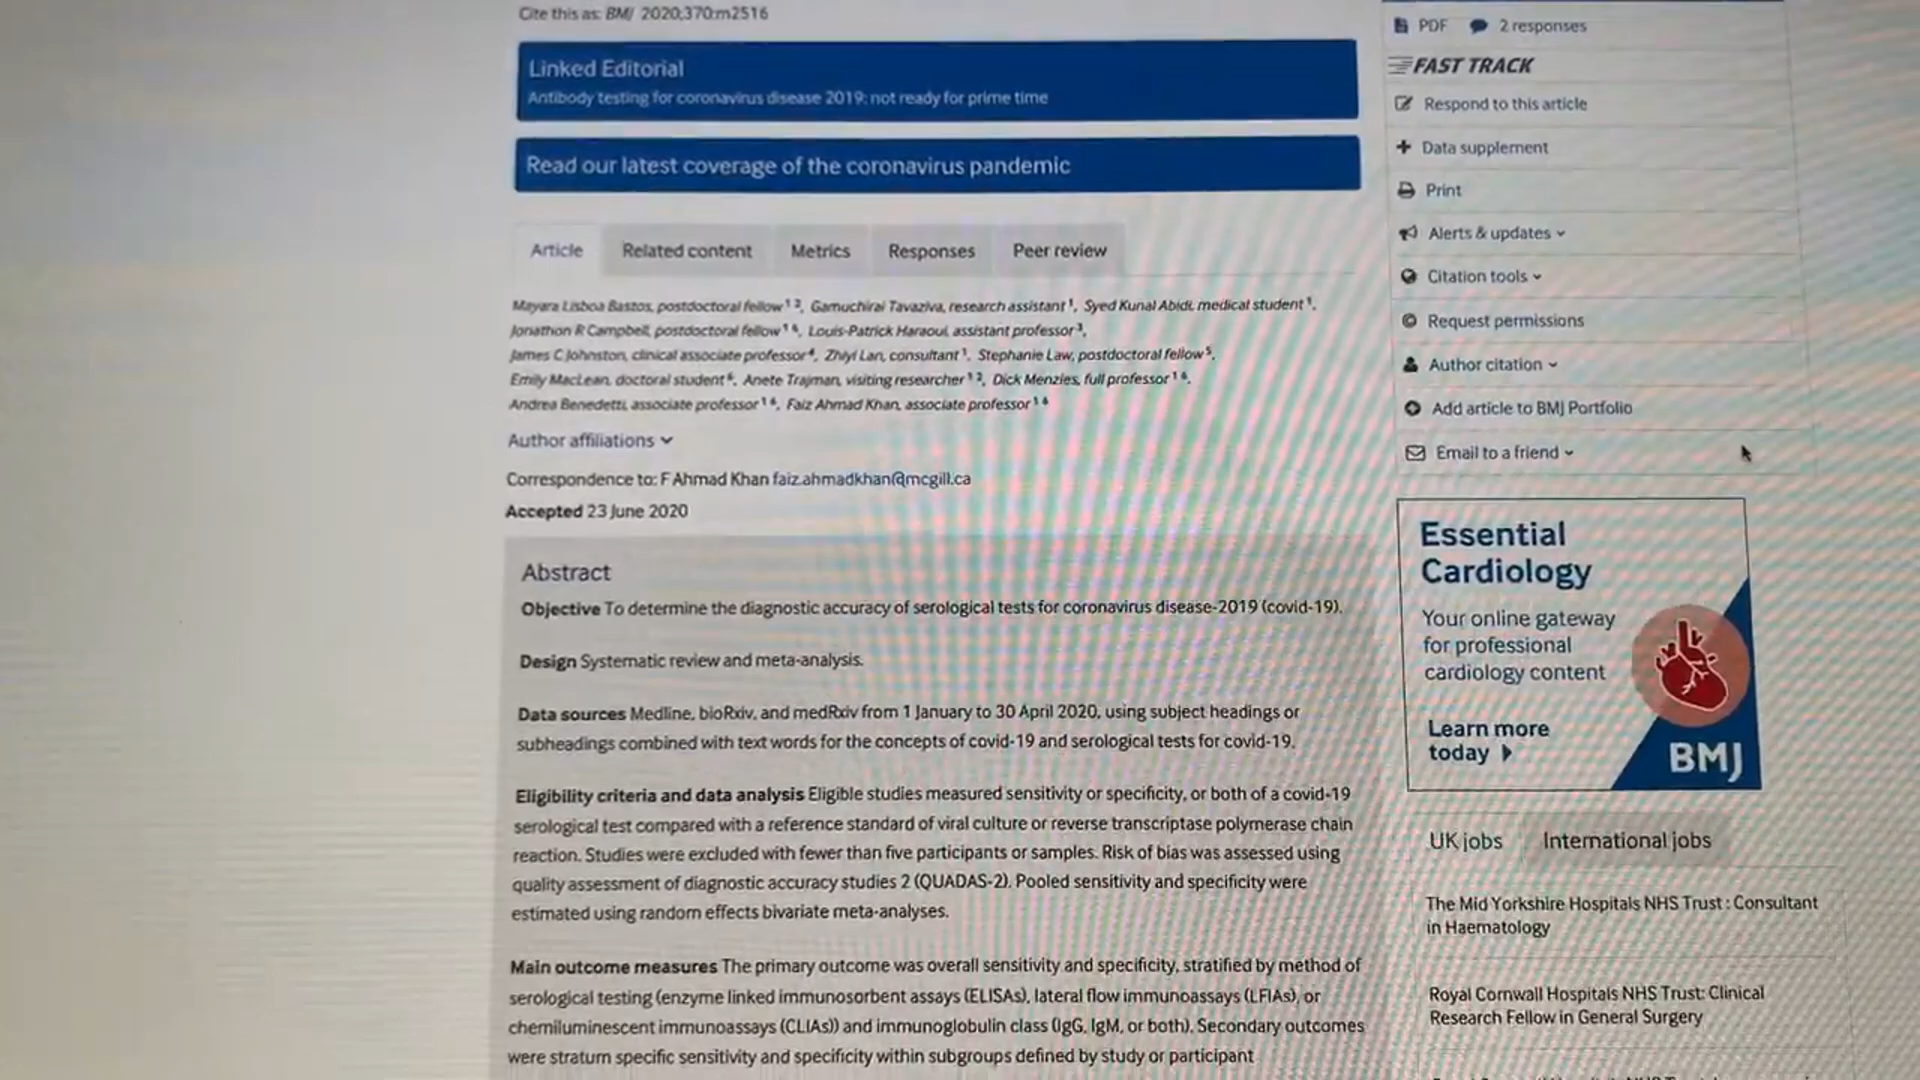 Cite this as: BMJ 2020;370:m2516
Linked Editorial
Antibody testing for coronavirus disease 2019: not ready for prime time
Read our latest coverage of the coronavirus pandemic
Article Related content Metrics Responses Peer review
Mayara Lisboa Bastos, postdoctoral fellow 1 2, Gamuchirai Tavaziva, research assistant 1, Syed Kunal Abidi, medical student 1,
Jonathon R Campbell, postdoctoral fellow 1 6, Louis-Patrick Haraoui, assistant professor 3,
James C Johnston, clinical associate professor 4, Zhiyi Lan, consultant 1, Stephanie Law, postdoctoral fellow 5,
Emily MacLean, doctoral student 6, Anete Trajman, visiting researcher 1 2, Dick Menzies, full professor 1 6,
Andrea Benedetti, associate professor 1 6, Faiz Ahmad Khan, associate professor 1 6
Author affiliations
Correspondence to: F Ahmad Khan faiz.ahmadkhan@mcgill.ca
Accepted 23 June 2020
Abstract
Objective To determine the diagnostic accuracy of serological tests for coronavirus disease-2019 (covid-19).
Design Systematic review and meta-analysis.
Data sources Medline, bioRxiv, and medRxiv from 1 January to 30 April 2020, using subject headings or
subheadings combined with text words for the concepts of covid-19 and serological tests for covid-19.
Eligibility criteria and data analysis Eligible studies measured sensitivity or specificity, or both of a covid-19
serological test compared with a reference standard of viral culture or reverse transcriptase polymerase chain
reaction. Studies were excluded with fewer than five participants or samples. Risk of bias was assessed using
quality assessment of diagnostic accuracy studies 2 (QUADAS-2). Pooled sensitivity and specificity were
estimated using random effects bivariate meta-analyses.
Main outcome measures The primary outcome was overall sensitivity and specificity, stratified by method of
serological testing (enzyme linked immunosorbent assays (ELISAs), lateral flow immunoassays (LFIAs), or
chemiluminescent immunoassays (CLIAs)) and immunoglobulin class (IgG, IgM, or both). Secondary outcomes
were stratum specific sensitivity and specificity within subgroups defined by study or participant
PDF 2 responses
FAST TRACK
Respond to this article
Data supplement
Print
Alerts & updates
Citation tools
Request permissions
Author citation
Add article to BMJ Portfolio
Email to a friend
Essential
Cardiology
Your online gateway
for professional
cardiology content
Learn more
today
BMJ
UK jobs International jobs
The Mid Yorkshire Hospitals NHS Trust : Consultant
in Haematology
Royal Cornwall Hospitals NHS Trust: Clinical
Research Fellow in General Surgery